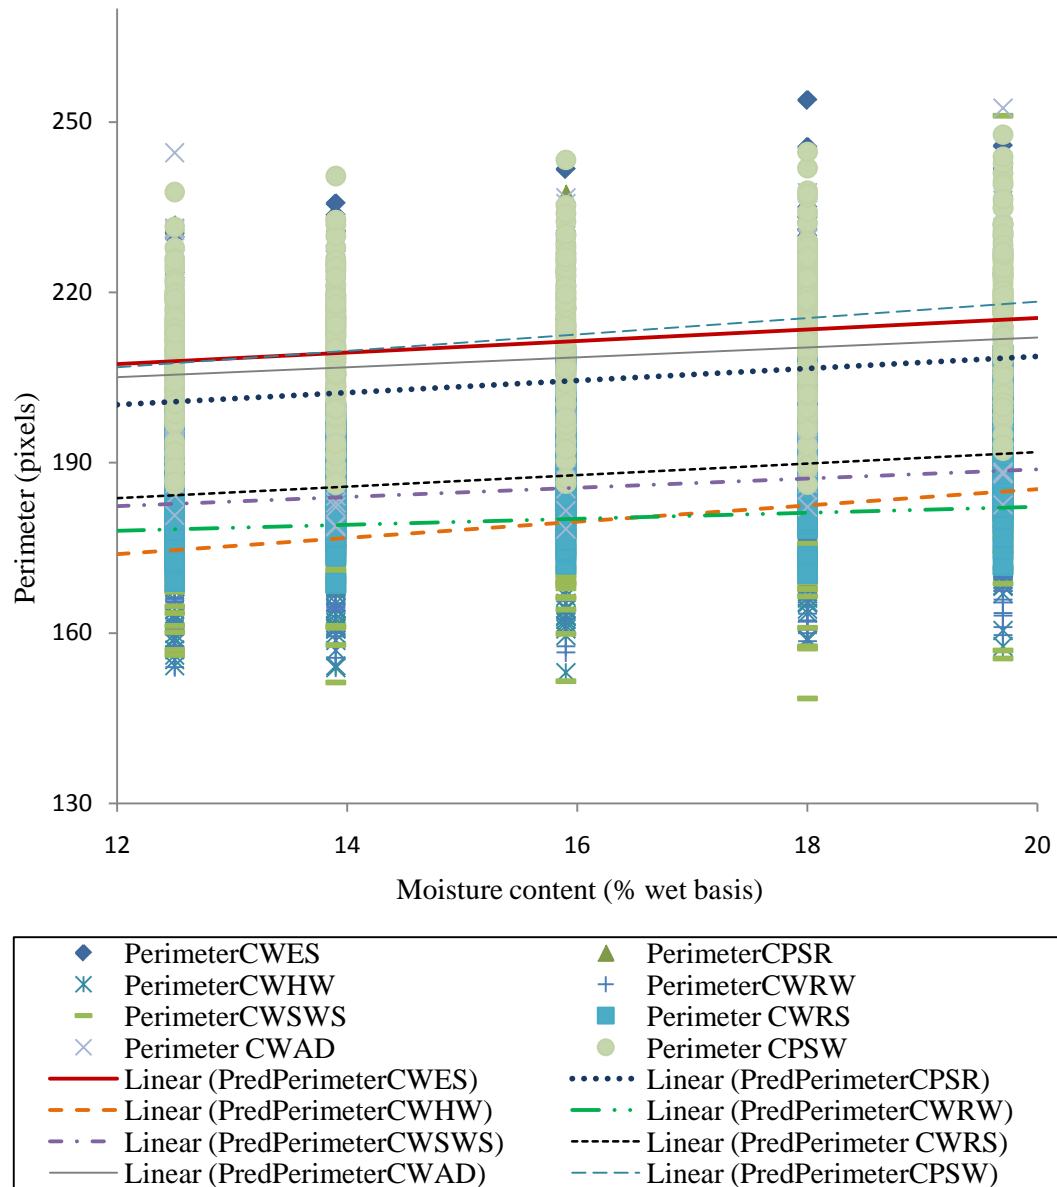 250
220
190
160
130
Perimeter (pixels)
12 14 16 18 20
Moisture content (% wet basis)
PerimeterCWES PerimeterCPSR
PerimeterCWHW PerimeterCWRW
PerimeterCWSWS Perimeter CWRS
Perimeter CWAD Perimeter CPSW
Linear (PredPerimeterCWES) Linear (PredPerimeterCPSR)
Linear (PredPerimeterCWHW) Linear (PredPerimeterCWRW)
Linear (PredPerimeterCWSWS) Linear (PredPerimeter CWRS)
Linear (PredPerimeterCWAD) Linear (PredPerimeterCPSW)